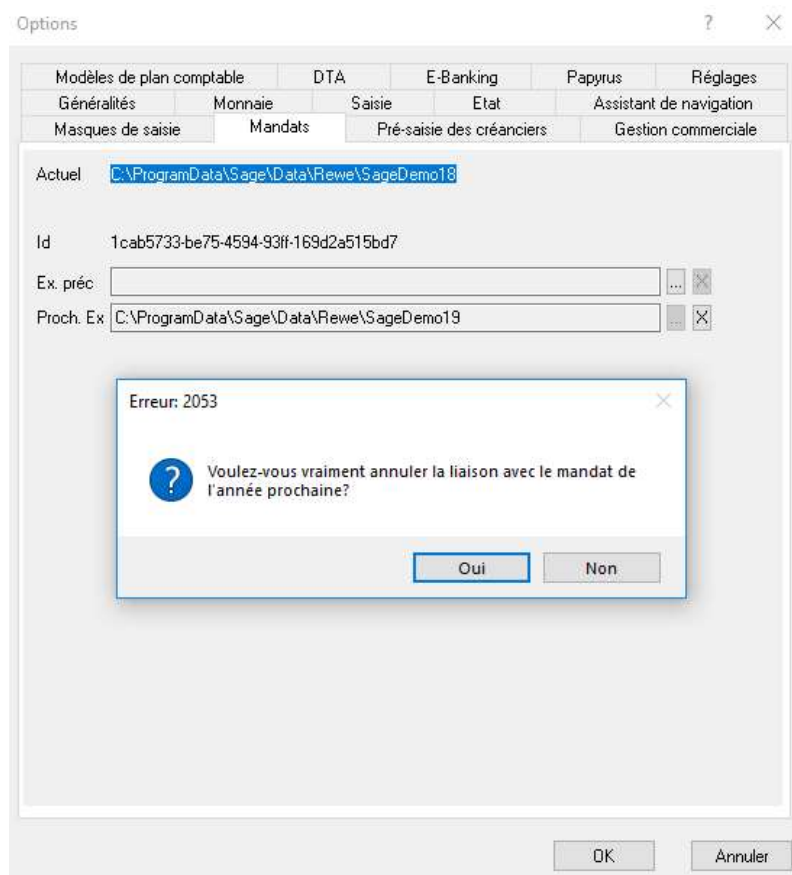 Options ? X
Modèles de plan comptable DTA E-Banking Papyrus Réglages
Généralités Monnaie Saisie Etat Assistant de navigation
Masques de saisie Mandats Pré-saisie des créanciers Gestion commerciale
Actuel C:\ProgramData\Sage\Data\Rewe\SageDemo18
Id 1cab5733-be75-4594-93ff-169d2a515bd7
Ex. préc ... X
Proch. Ex C:\ProgramData\Sage\Data\Rewe\SageDemo19 ... X
Erreur: 2053
Voulez-vous vraiment annuler la liaison avec le mandat de
l'année prochaine?
Oui Non
OK Annuler